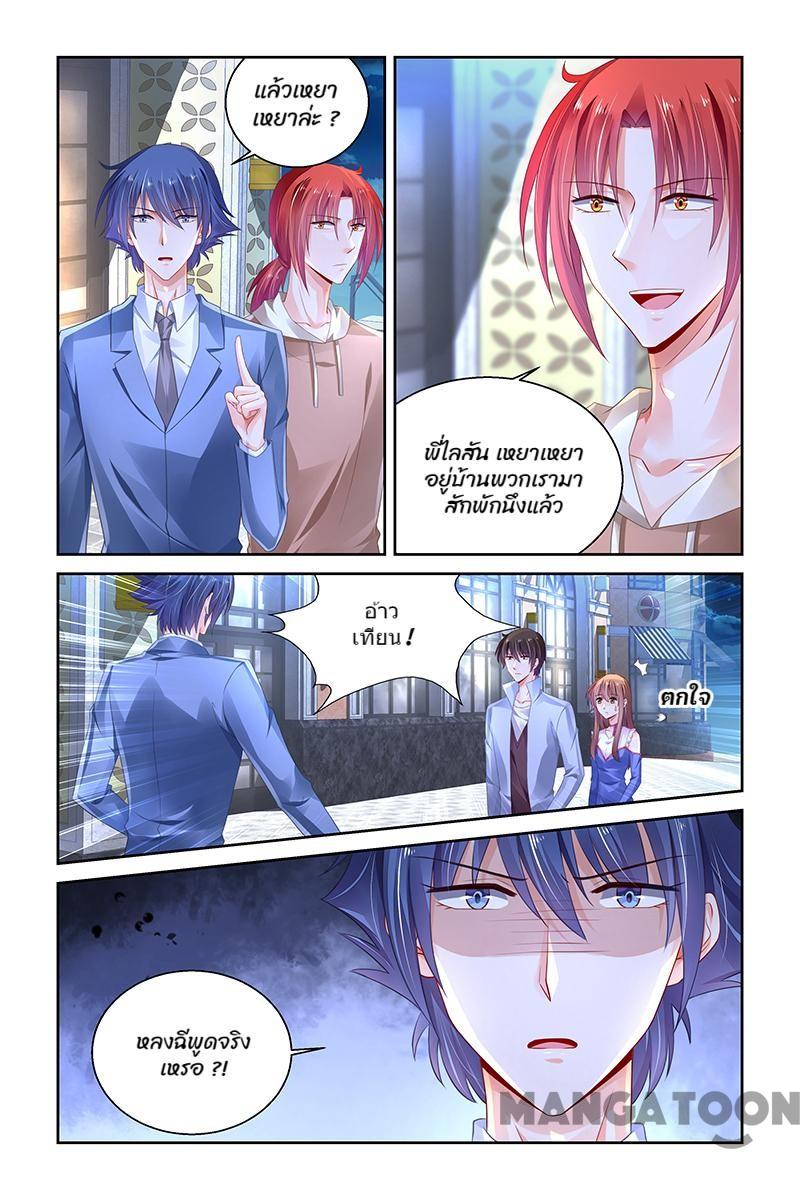 แล้วเหยา
เหยาล่ะ ?
พี่ไลสัน เหยาเหยา
อยู่บ้านพวกเรามา
สักพักนึงแล้ว
อ้าว
เทียน!
ตกใจ
หลงฉีพูดจริง
เหรอ ?!
MANGATOON